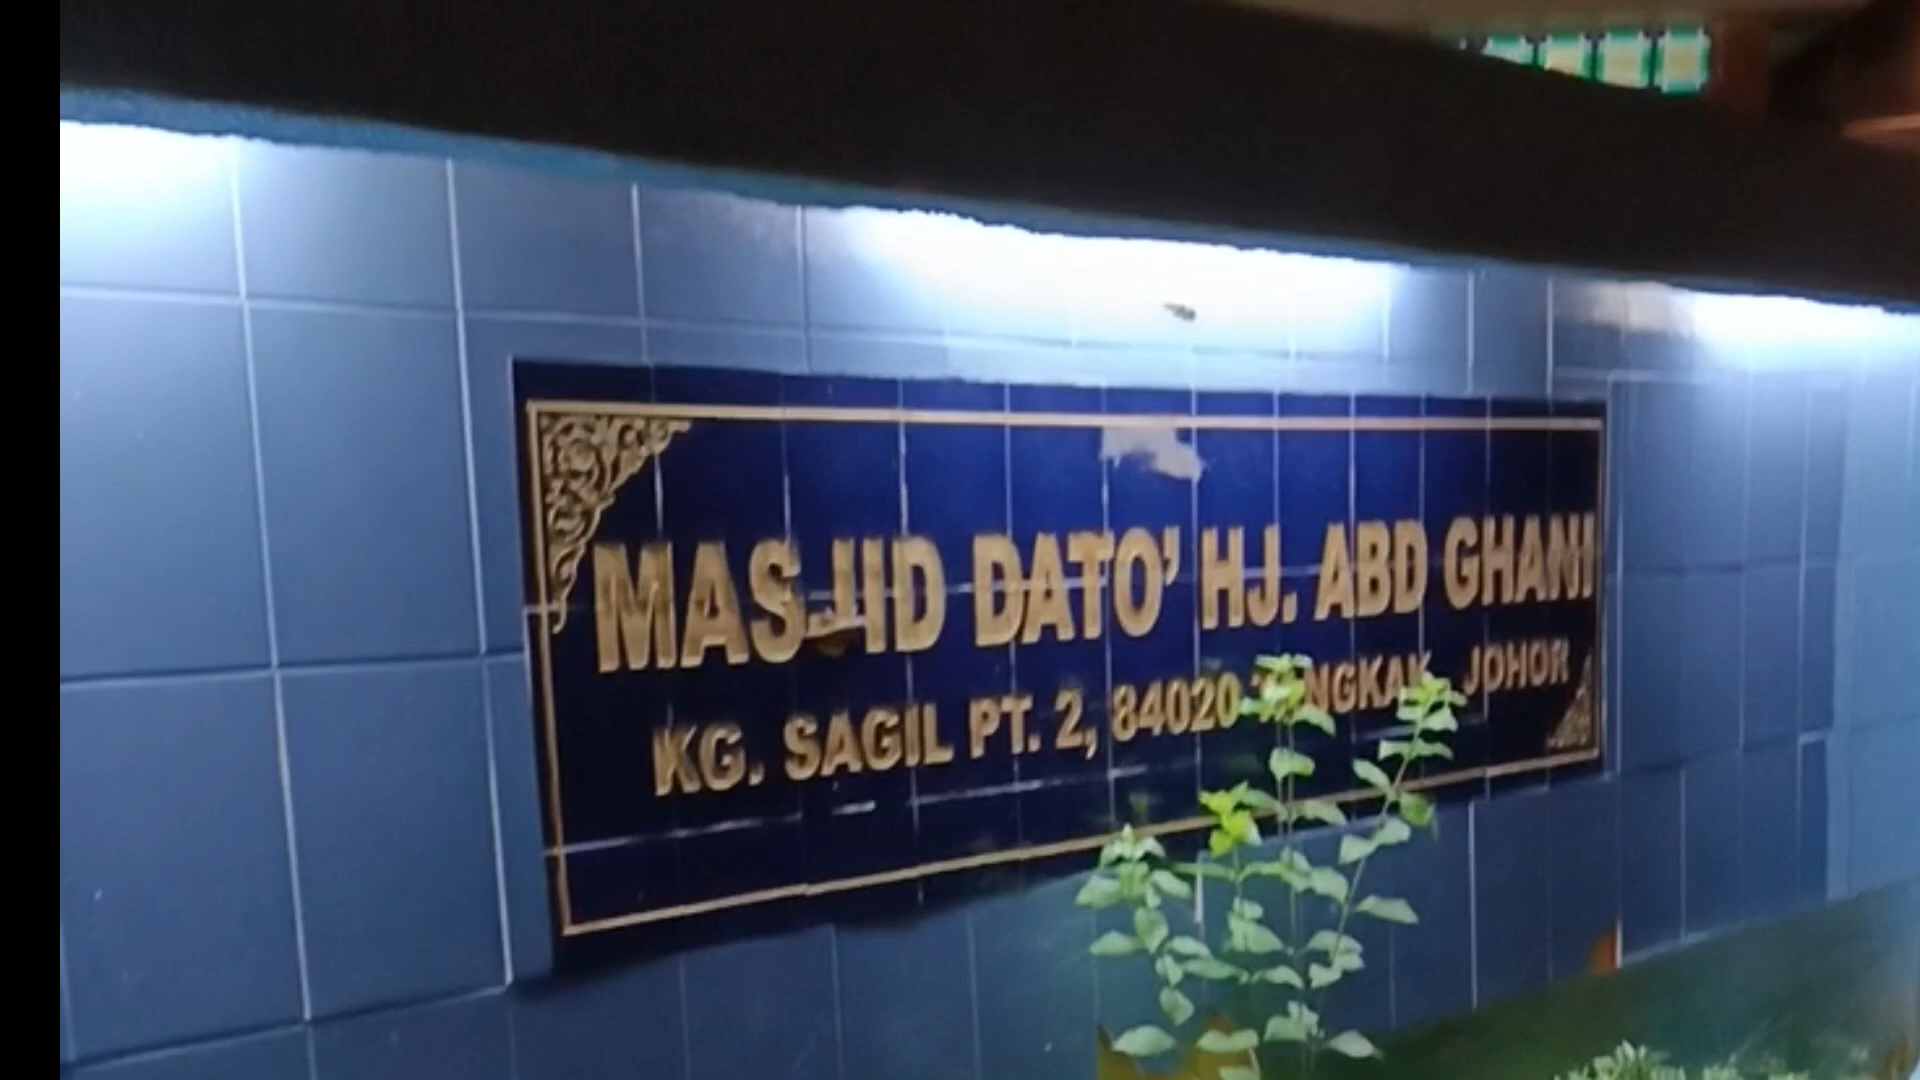 MASJID DATO' HJ. ABD GHANI
KG. SAGIL PT. 2, 84020 TANGKAK, JOHOR